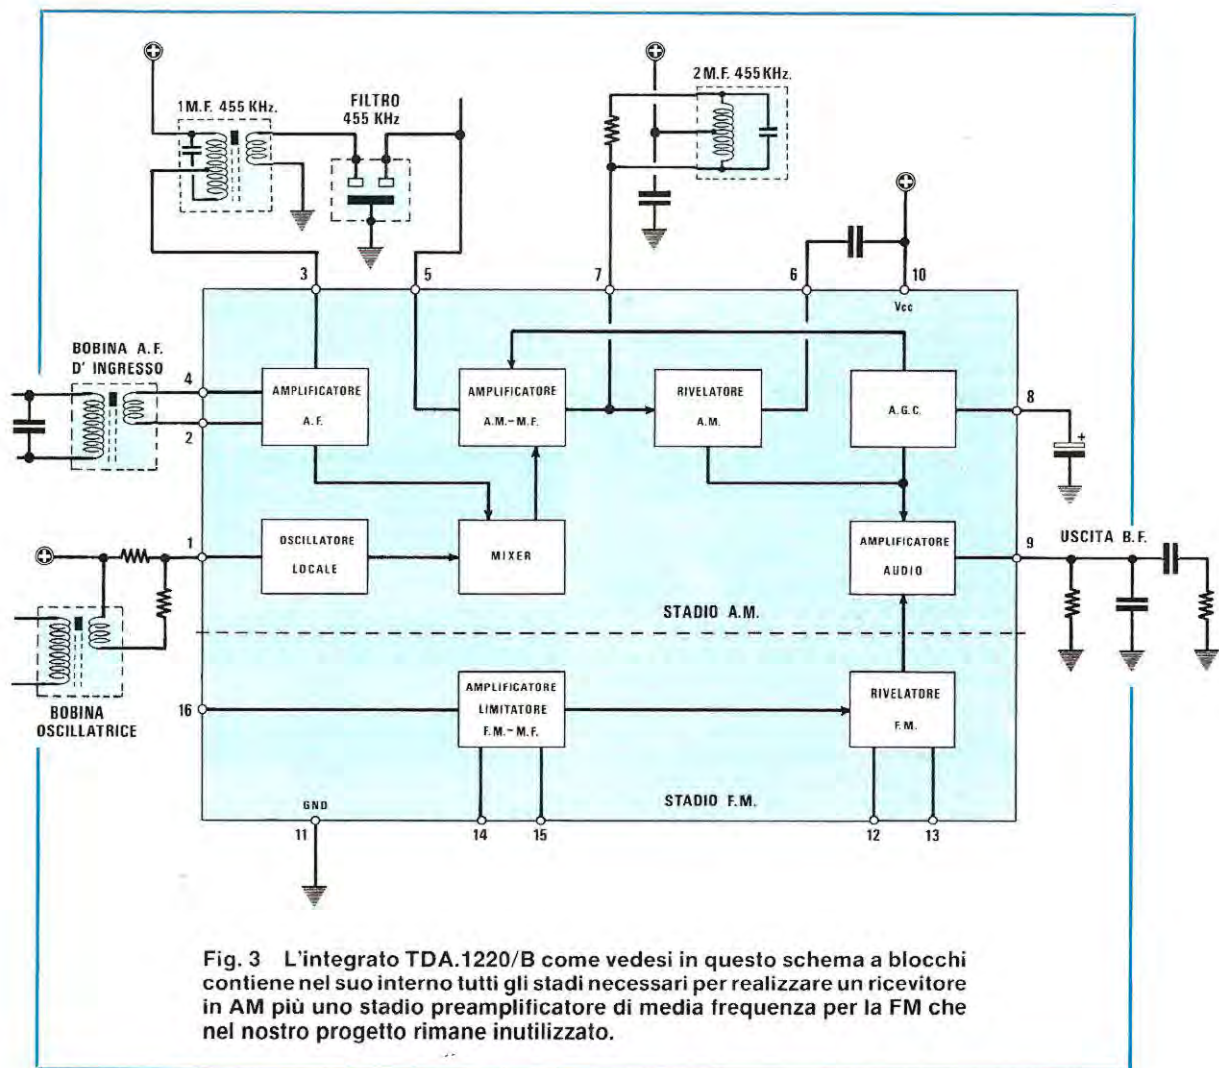 1 M.F. 455 KHz.
FILTRO
455 KHz
2 M.F. 455 KHz.
3
5
7
6
10
Vcc
BOBINA A.F.
D' INGRESSO
4
2
AMPLIFICATORE
A.F.
AMPLIFICATORE
A.M.-M.F.
RIVELATORE
A.M.
A.G.C.
8
+
1
OSCILLATORE
LOCALE
MIXER
AMPLIFICATORE
AUDIO
9
USCITA B.F.
STADIO A.M.
BOBINA
OSCILLATRICE
16
AMPLIFICATORE
LIMITATORE
F.M.-M.F.
RIVELATORE
F.M.
GND
STADIO F.M.
11
14
15
12
13
Fig. 3 L'integrato TDA.1220/B come vedesi in questo schema a blocchi
contiene nel suo interno tutti gli stadi necessari per realizzare un ricevitore
in AM più uno stadio preamplificatore di media frequenza per la FM che
nel nostro progetto rimane inutilizzato.